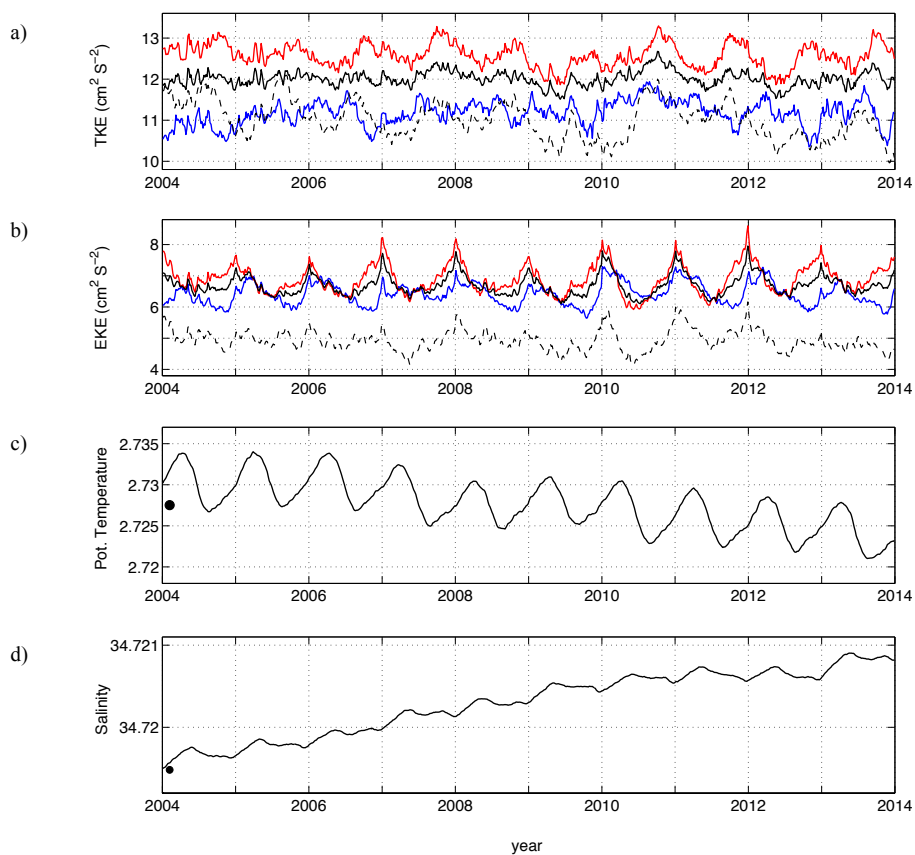 a)
TKE (cm² S⁻²)
13
12
11
10
2004 2006 2008 2010 2012 2014
b)
EKE (cm² S⁻²)
8
6
4
2004 2006 2008 2010 2012 2014
c)
Pot. Temperature
2.735
2.73
2.725
2.72
2004 2006 2008 2010 2012 2014
d)
Salinity
34.721
34.72
2004 2006 2008 2010 2012 2014
year